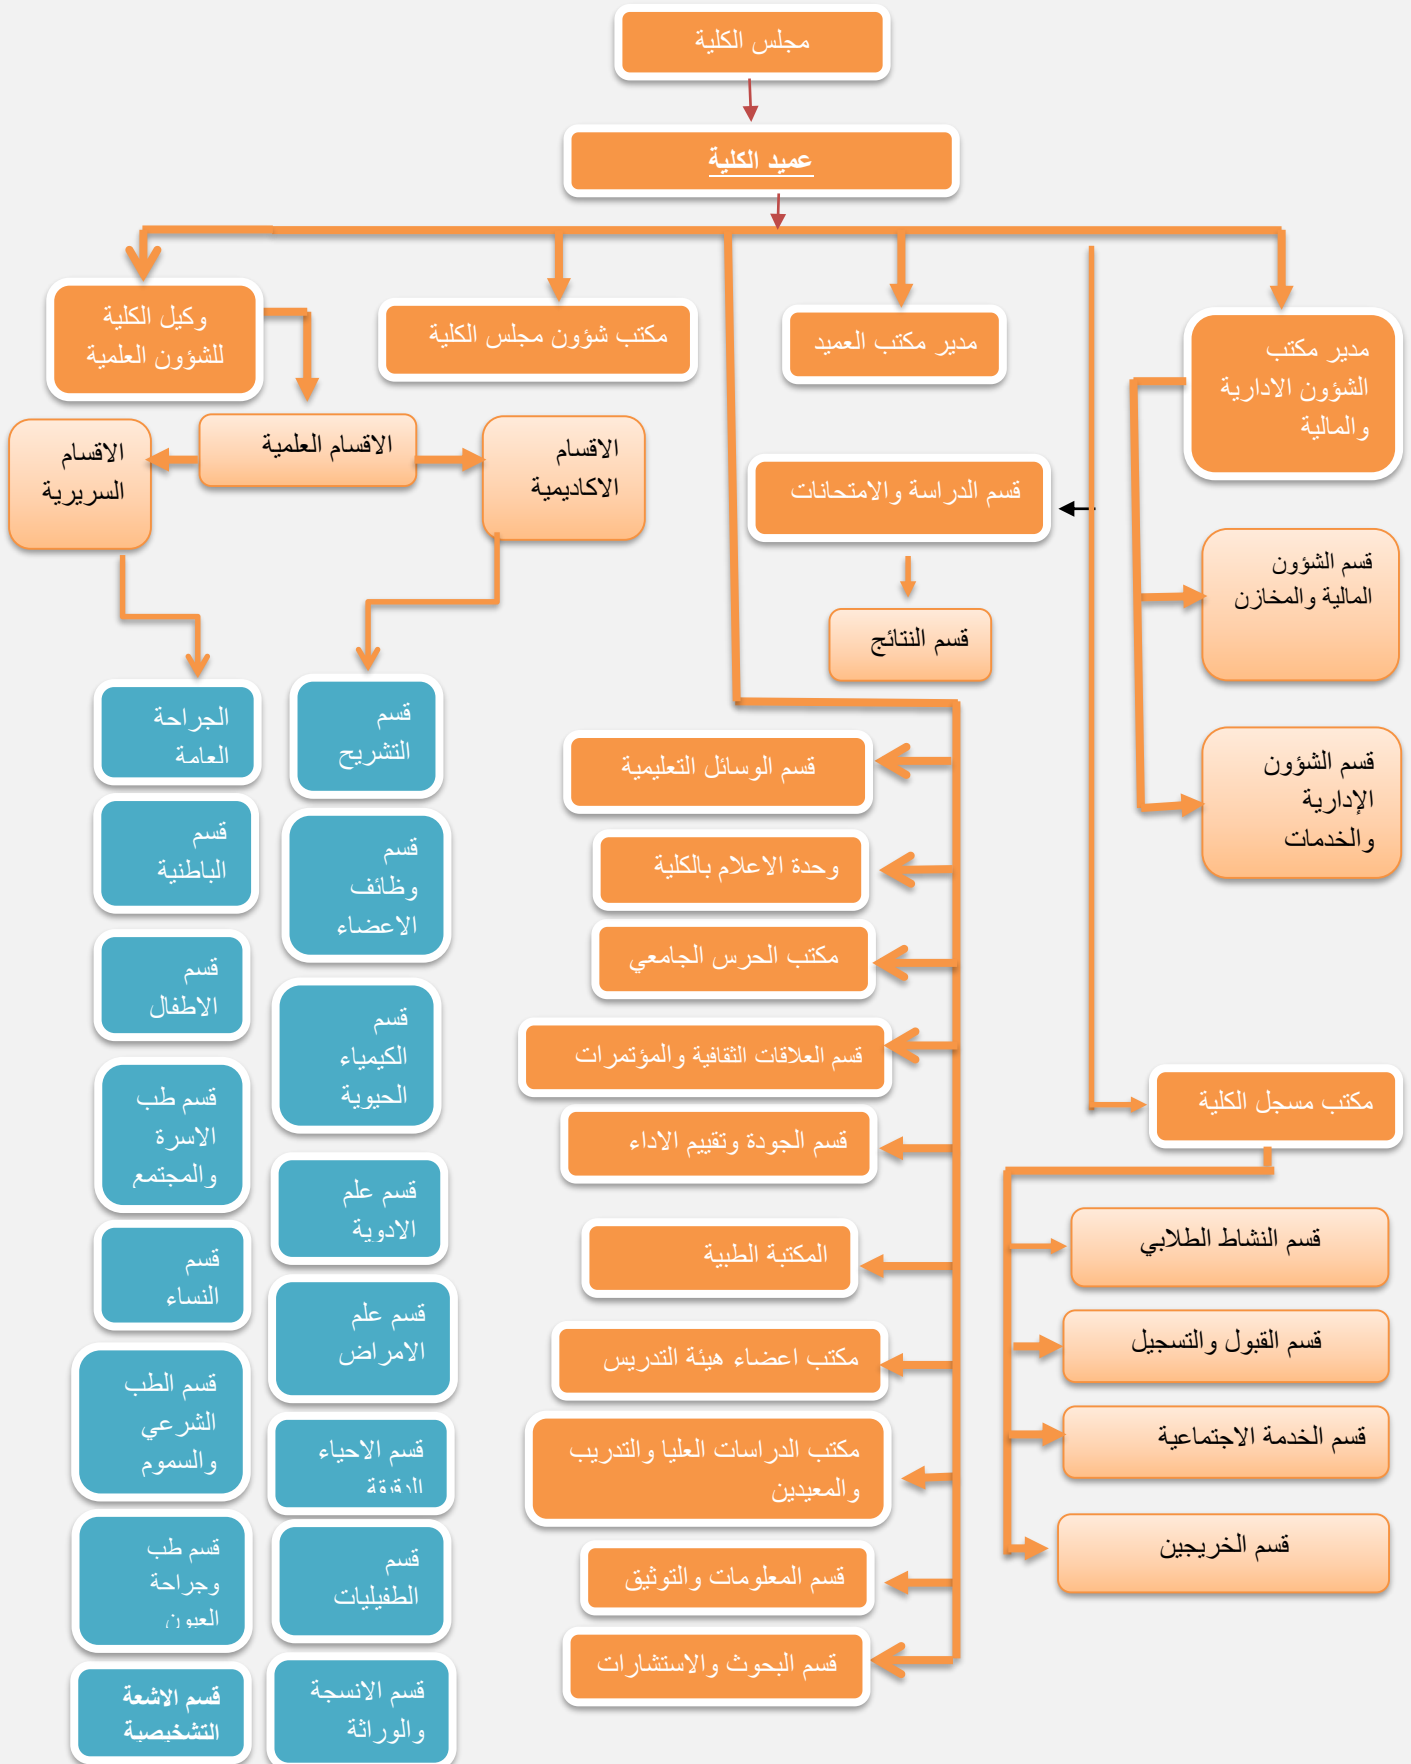 مجلس الكلية
عميد الكلية
وكيل الكلية
للشؤون العلمية
مكتب شؤون مجلس الكلية
مدير مكتب العميد
مدير مكتب
الشؤون الادارية
والمالية
الاقسام
السريرية
الاقسام العلمية
الاقسام
الاكاديمية
قسم الدراسة والامتحانات
قسم النتائج
قسم الشؤون
المالية والمخازن
قسم الشؤون
الإدارية
والخدمات
الجراحة
العامة
قسم
الباطنية
قسم
الاطفال
قسم طب
الاسرة
والمجتمع
قسم
النساء
قسم الطب
الشرعي
والسموم
قسم طب
وجراحة
العيون
قسم الاشعة
التشخيصية
قسم
التشريح
قسم
وظائف
الاعضاء
قسم
الكيمياء
الحيوية
قسم علم
الادوية
قسم علم
الامراض
قسم الاحياء
الدقيقة
قسم
الطفيليات
قسم الانسجة
والوراثة
قسم الوسائل التعليمية
وحدة الاعلام بالكلية
مكتب الحرس الجامعي
قسم العلاقات الثقافية والمؤتمرات
قسم الجودة وتقييم الاداء
المكتبة الطبية
مكتب اعضاء هيئة التدريس
مكتب الدراسات العليا والتدريب
والمعيدين
قسم المعلومات والتوثيق
قسم البحوث والاستشارات
مكتب مسجل الكلية
قسم النشاط الطلابي
قسم القبول والتسجيل
قسم الخدمة الاجتماعية
قسم الخريجين